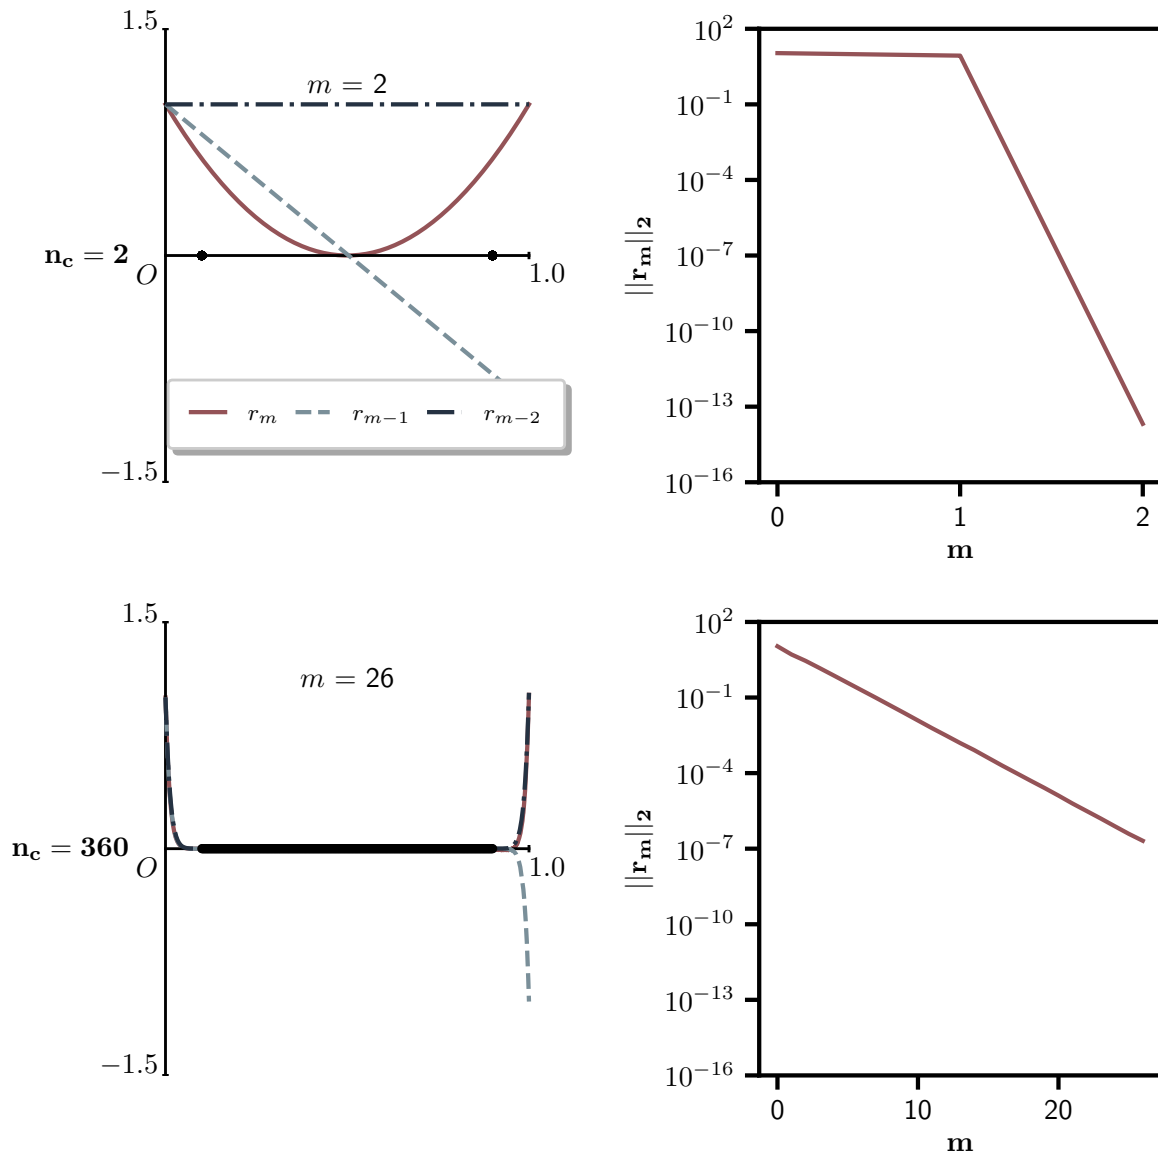 1.5
m = 2
n_c = 2
O
1.0
r_m r_{m−1} r_{m−2}
−1.5
10^2
10^{−1}
10^{−4}
10^{−7}
10^{−10}
10^{−13}
10^{−16}
||r_m||_2
0 1 2
m
1.5
m = 26
n_c = 360
O
1.0
−1.5
10^2
10^{−1}
10^{−4}
10^{−7}
10^{−10}
10^{−13}
10^{−16}
||r_m||_2
0 10 20
m